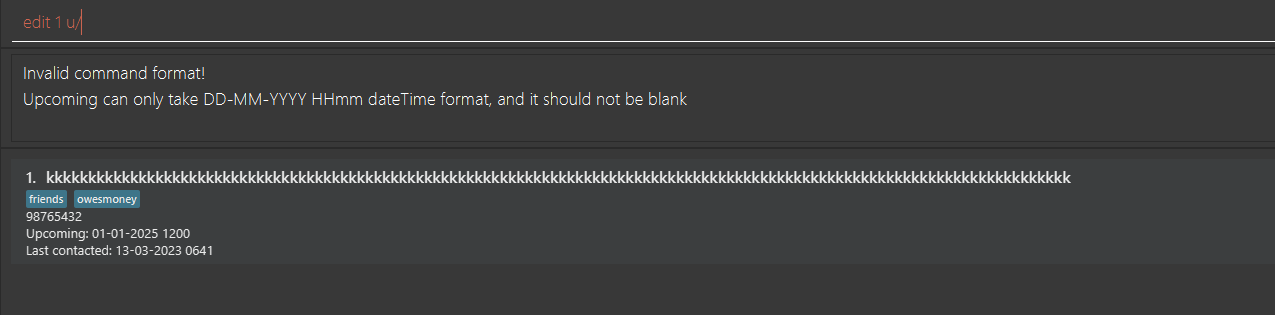 edit 1 u/
Invalid command format!
Upcoming can only take DD-MM-YYYY HHmm dateTime format, and it should not be blank
1. kkkkkkkkkkkkkkkkkkkkkkkkkkkkkkkkkkkkkkkkkkkkkkkkkkkkkkkkkkkkkkkkkkkkkkkkkkkkkkkkkkkkkkkkkkkkkkkkkkkkkkkkkkkkkkkkkkkkkkkkkkkk
friends owesmoney
98765432
Upcoming: 01-01-2025 1200
Last contacted: 13-03-2023 0641